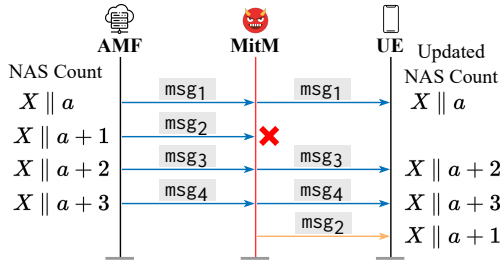 AMF MitM UE
NAS Count
Updated
NAS Count
X ∥ a msg1 msg1 X ∥ a
X ∥ a + 1 msg2
X ∥ a + 2 msg3 msg3 X ∥ a + 2
X ∥ a + 3 msg4 msg4 X ∥ a + 3
msg2 X ∥ a + 1